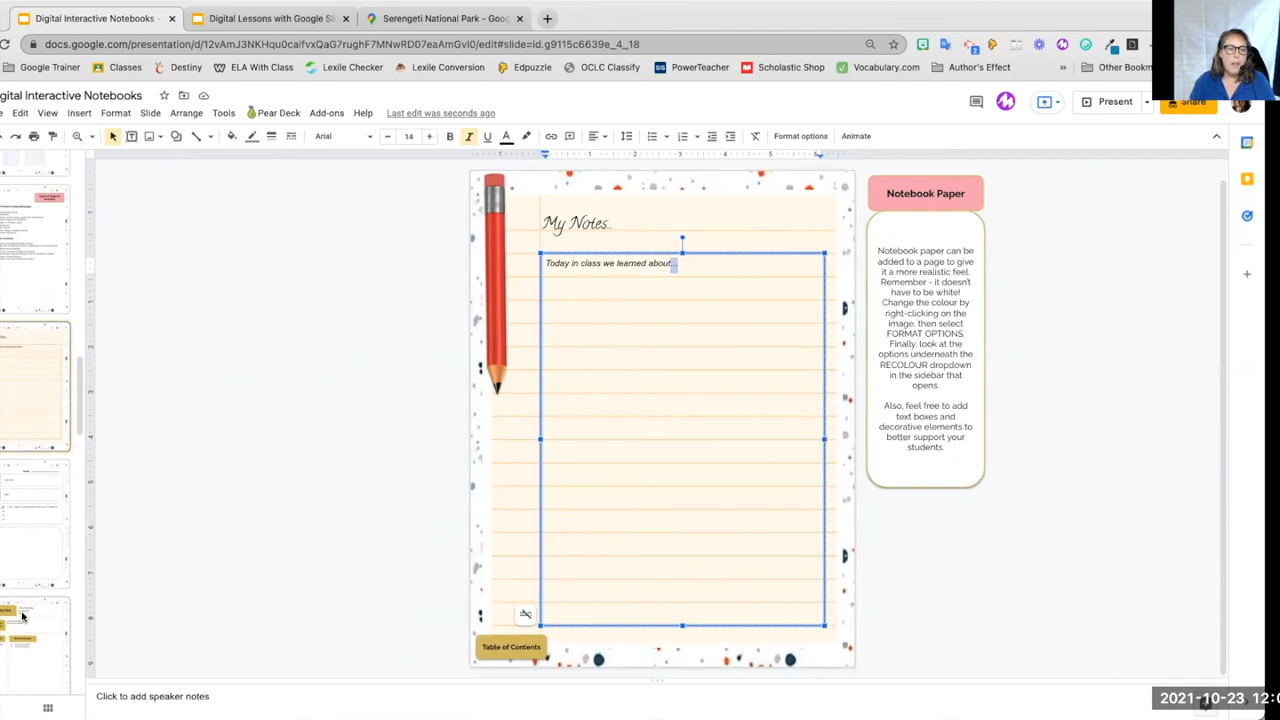 Digital Interactive Notebooks -
Digital Lessons with Google Sl
Serengeti National Park - Goog
docs.google.com/presentation/d/12vAmJ3NKHni0caifvxQaG7rughF7MNwRD07eaAmIsvI0/edit#slide=id.g9115c6639e_4_18
Google Trainer
Classes
Destiny
ELA With Class
Lexile Converter
Lexile Conversion
OCLC Classify
PowerTeacher
Scholastic Shop
Vocabulary.com
Author's Effect
»
Other Bookm
gital Interactive Notebooks
Edit View Insert Format Slide Arrange Tools Pear Deck Add-ons Help Last edit was seconds ago
Present
Share
Arial
14
B I U A
Format options
Animate
My Notes...
Today in class we learned about...
Table of Contents
Notebook Paper
Notebook paper can be
added to a page to give
it a more realistic feel.
Remember - it doesn't
have to be white!
Change the colour by
right-clicking on the
image, then select
FORMAT OPTIONS.
Finally, look at the
options underneath the
RECOLOUR dropdown
in the sidebar that
opens.
Also, feel free to add
text boxes and
decorative elements to
better support your
students.
Click to add speaker notes
2021-10-23 12:0